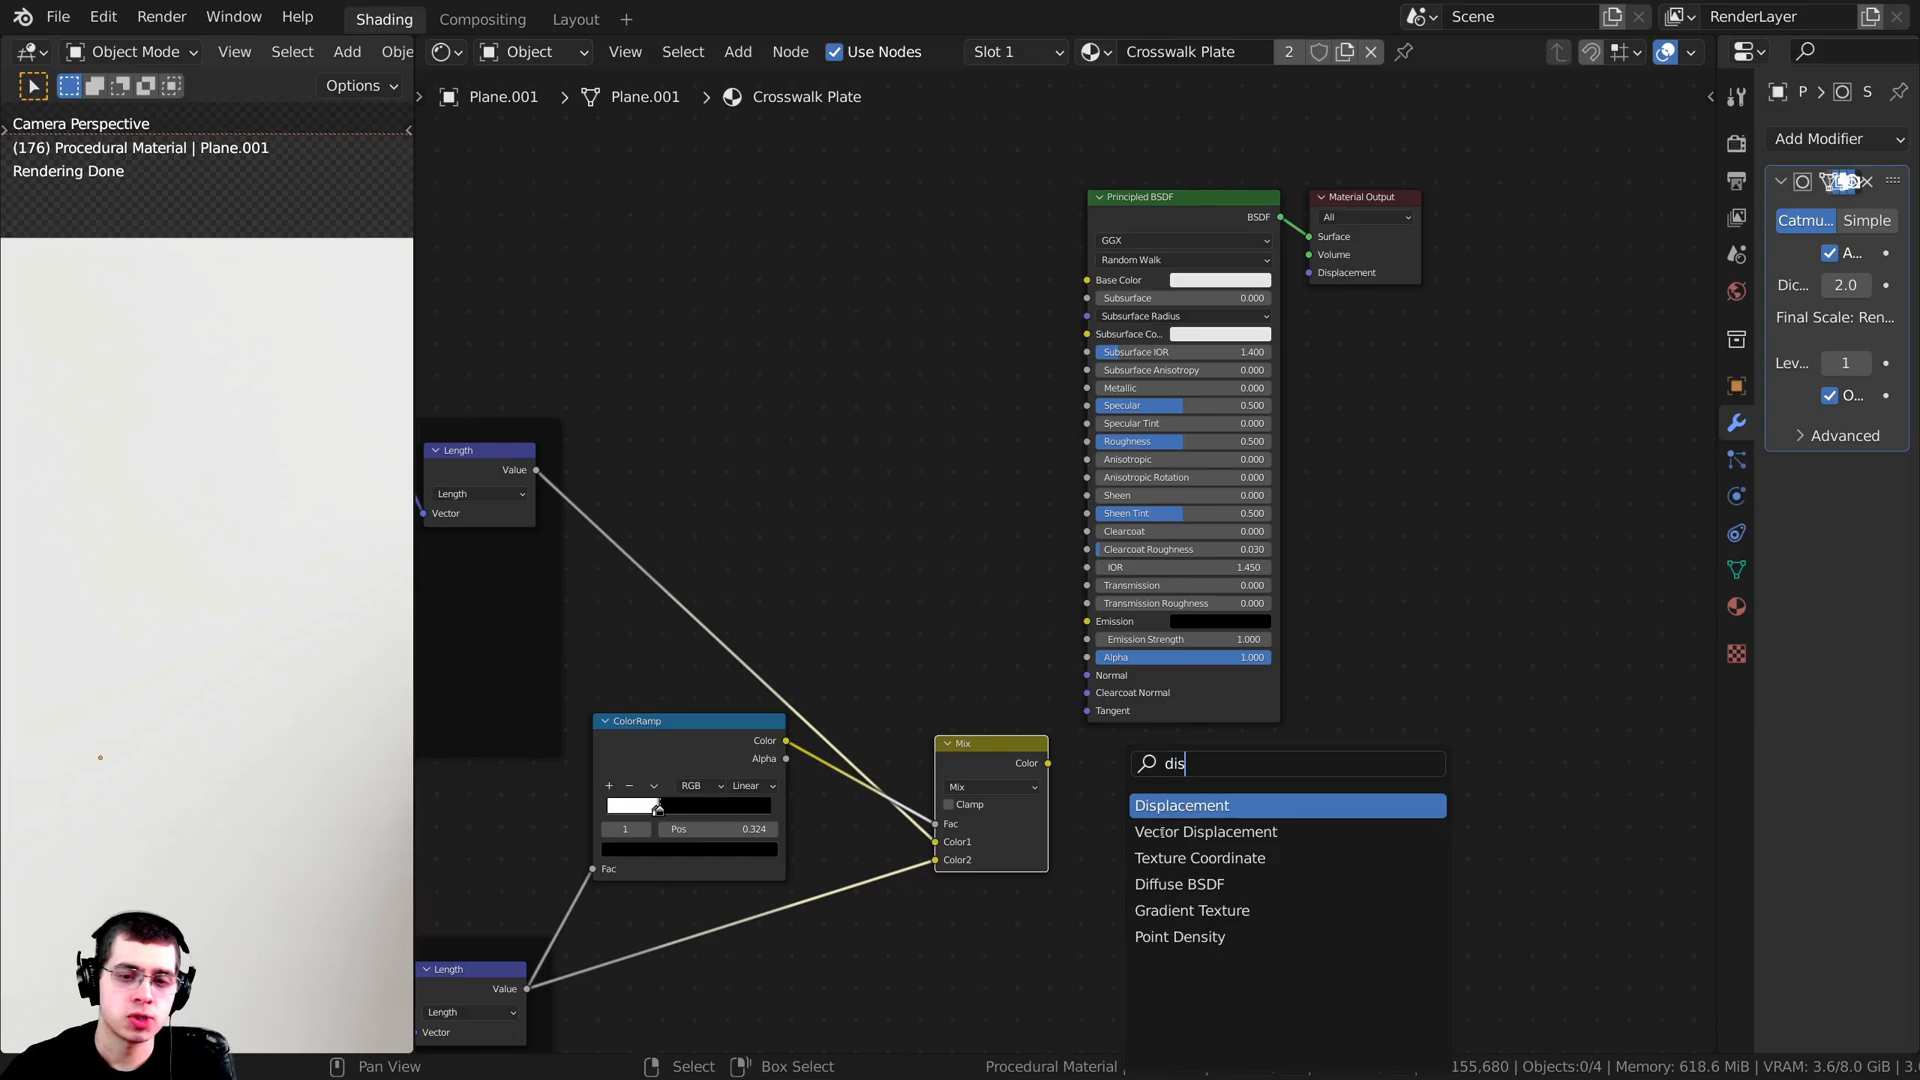 File Edit Render Window Help Shading Compositing Layout + Scene RenderLayer
Object Mode View Select Add Obje Object View Select Add Node Use Nodes Slot 1 Crosswalk Plate 2
Options
Plane.001 > Plane.001 > Crosswalk Plate
P > S
Camera Perspective
(176) Procedural Material | Plane.001
Rendering Done
Add Modifier
Catmu... Simple
A...
Dic... 2.0
Final Scale: Ren...
Lev... 1
O...
Advanced
Principled BSDF
BSDF
GGX
Random Walk
Base Color
Subsurface 0.000
Subsurface Radius
Subsurface Co...
Subsurface IOR 1.400
Subsurface Anisotropy 0.000
Metallic 0.000
Specular 0.500
Specular Tint 0.000
Roughness 0.500
Anisotropic 0.000
Anisotropic Rotation 0.000
Sheen 0.000
Sheen Tint 0.500
Clearcoat 0.000
Clearcoat Roughness 0.030
IOR 1.450
Transmission 0.000
Transmission Roughness 0.000
Emission
Emission Strength 1.000
Alpha 1.000
Normal
Clearcoat Normal
Tangent
Material Output
All
Surface
Volume
Displacement
Length
Value
Length
Vector
ColorRamp
Color
Alpha
+ − RGB Linear
1 Pos 0.324
Fac
Mix
Color
Mix
Clamp
Fac
Color1
Color2
dis
Displacement
Vector Displacement
Texture Coordinate
Diffuse BSDF
Gradient Texture
Point Density
Length
Value
Length
Vector
Pan View Select Box Select Procedural Material 155,680 | Objects:0/4 | Memory: 618.6 MiB | VRAM: 3.6/8.0 GiB | 3.